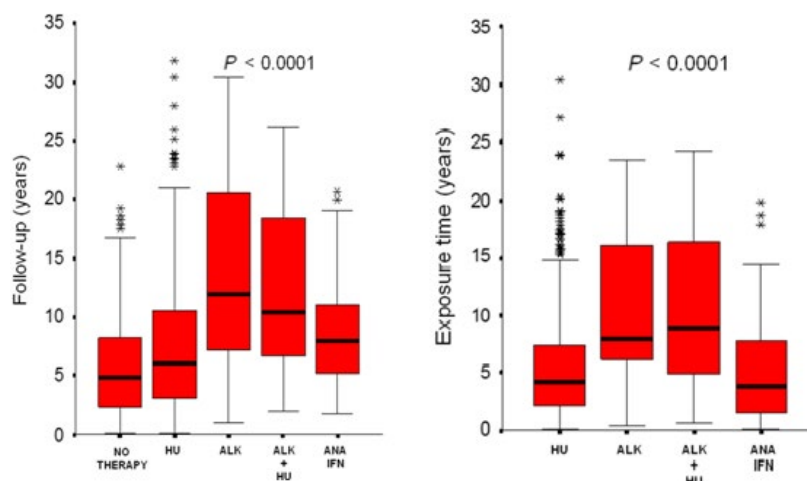 P < 0.0001
Follow-up (years)
35
30
25
20
15
10
5
0
NO THERAPY
HU
ALK
ALK + HU
ANA IFN
P < 0.0001
Exposure time (years)
35
30
25
20
15
10
5
0
HU
ALK
ALK + HU
ANA IFN